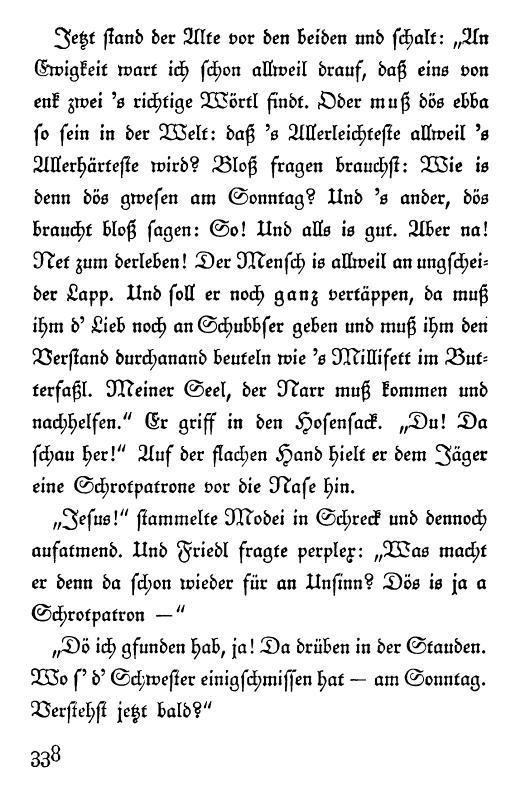 Jetzt stand der Alte vor den beiden und schalt: „An
Ewigkeit wart ich schon allweil drauf, daß eins von
enk zwei 's richtige Wörtl findt. Oder muß dös ebba
so sein in der Welt: daß 's Allerleichteste allweil 's
Allerhärteste wird? Bloß fragen brauchst: Wie is
denn dös gwesen am Sonntag? Und 's ander, dös
braucht bloß sagen: So! Und alls is gut. Aber na!
Net zum derleben! Der Mensch is allweil an ungschei-
der Lapp. Und soll er noch ganz vertäppen, da muß
ihm d' Lieb noch an Schubbser geben und muß ihm den
Verstand durchanand beuteln wie 's Millifett im But-
terfaßl. Meiner Seel, der Narr muß kommen und
nachhelfen.“ Er griff in den Hosensack. „Du! Da
schau her!“ Auf der flachen Hand hielt er dem Jäger
eine Schrotpatrone vor die Nase hin.
„Jesus!“ stammelte Modei in Schreck und dennoch
aufatmend. Und Friedl fragte perplex: „Was macht
er denn da schon wieder für an Unsinn? Dös is ja a
Schrotpatron —“
„Dö ich gfunden hab, ja! Da drüben in der Stauden.
Wo s' d' Schwester einigschmissen hat — am Sonntag.
Verstehst jetzt bald?“
338